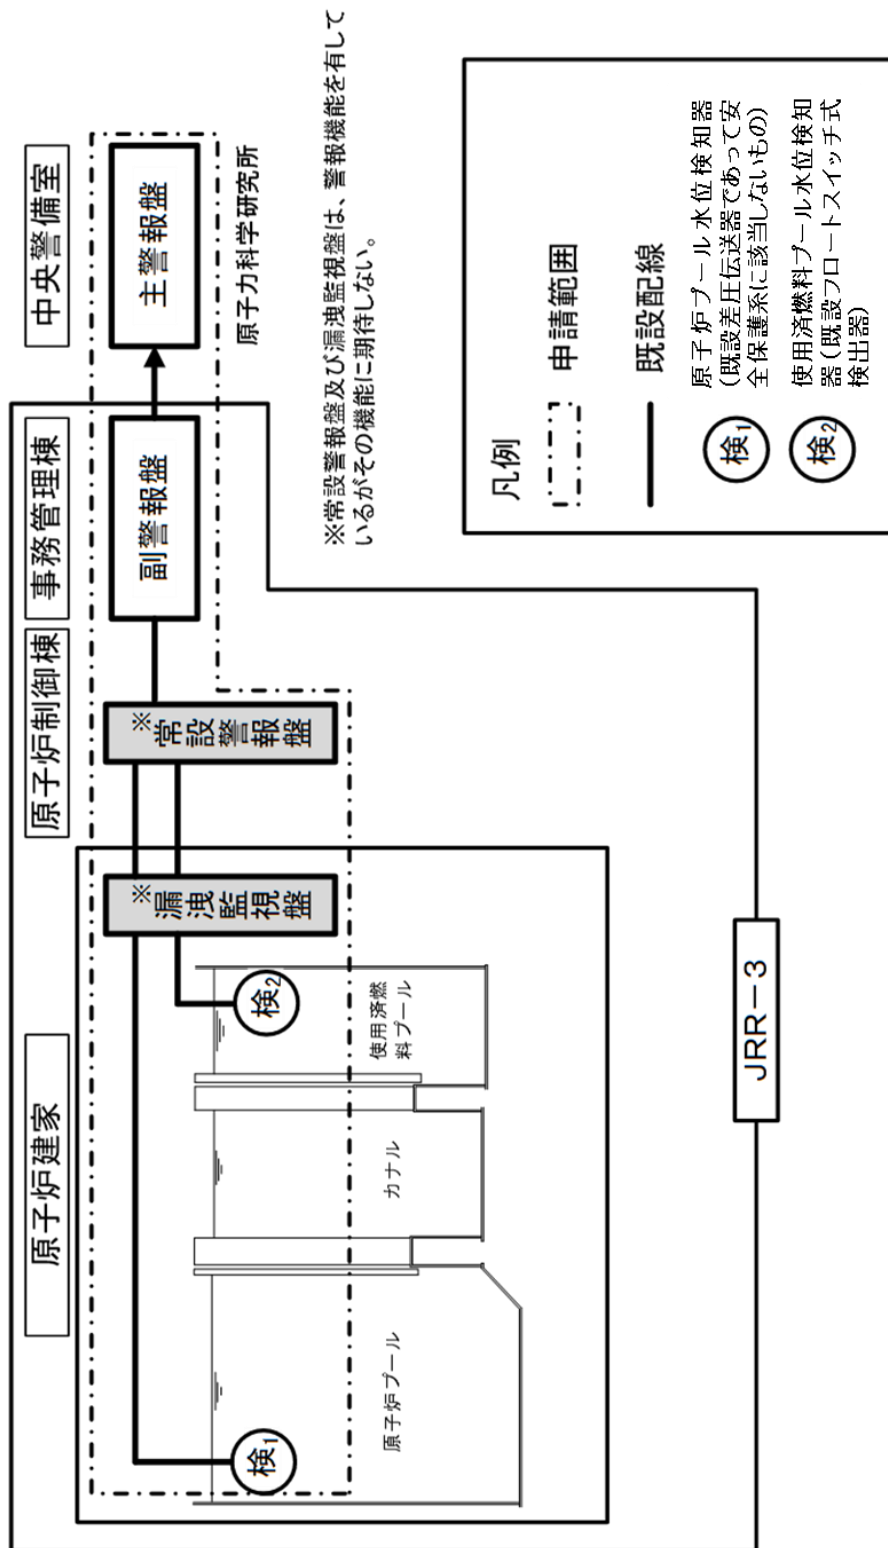 原子炉建家
原子炉制御棟
事務管理棟
中央警備室
※
漏洩監視盤
※
常設警報盤
副警報盤
主警報盤
原子力科学研究所
検1
検2
原子炉プール
カナル
使用済燃
料プール
※常設警報盤及び漏洩監視盤は、警報機能を有して
いるがその機能に期待しない。
JRR－3
凡例
申請範囲
既設配線
検1
原子炉プール水位検知器
(既設差圧伝送器であって安
全保護系に該当しないもの)
検2
使用済燃料プール水位検知
器(既設フロートスイッチ式
検出器)